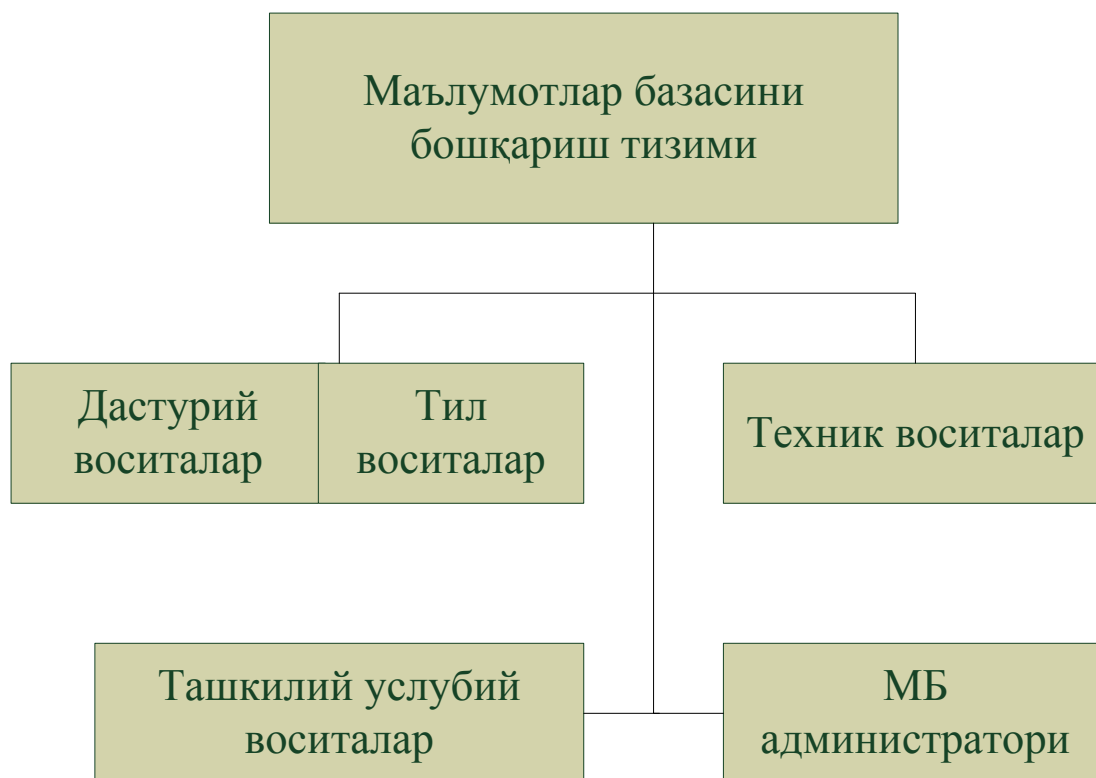 Маълумотлар базасини
бошқариш тизими
Дастурий
воситалар
Тил
воситалар
Техник воситалар
Ташкилий услубий
воситалар
МБ
администратори